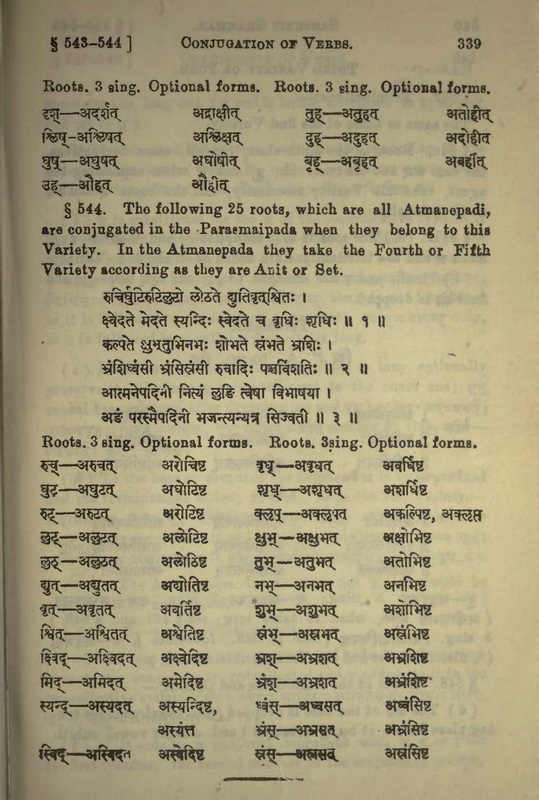 § 543-544 ] CONJUGATION OF VERBS. 339
Roots. 3 sing. Optional forms. Roots. 3 sing. Optional forms.
दृश्—अदर्शत् अद्राक्षीत् तुह्—अतुहत् अतोहीत्
श्लिष्-अश्लिषत् अश्लिक्षत् दुह्—अदुहत् अदोहीत्
घुष्—अघुषत् अघोषीत् बृह्—अबृहत् अबर्हीत्
उह्—औहत् औहीत्
§ 544. The following 25 roots, which are all Atmanepadi,
are conjugated in the Parasmaipada when they belong to this
Variety. In the Atmanepada they take the Fourth or Fifth
Variety according as they are Anit or Set.
रुचिर्घुटिरुटिलुटो लोठते द्युतिवृत्श्वितः ।
क्ष्वेदते मेदते स्यन्दिः स्वेदते च वृधिः शृधिः ॥ १ ॥
कल्पते क्षुभतुभिनभः शोभते स्रंभते भ्रशिः ।
भ्रंशिध्वंसी भ्रंसिस्रंसी रुचादिः पञ्चविंशतिः ॥ २ ॥
आत्मनेपदिनी नित्यं लुङि त्वेषा विभाषया ।
अङं परस्मैपदिनी भजन्त्यन्यत्र सिज्वती ॥ ३ ॥
Roots. 3 sing. Optional forms. Roots. 3sing. Optional forms.
रुच्—अरुचत् अरोचिष्ट वृध्—अवृधत् अवर्धिष्ट
घुट्—अघुटत् अघोटिष्ट शृध्—अशृधत् अशर्धिष्ट
रुट्—अरुटत् अरोटिष्ट क्लृप्—अक्लृपत् अकल्पिष्ट, अक्लृप्त
लुट्—अलुटत् अलोटिष्ट क्षुभ्—अक्षुभत् अक्षोभिष्ट
लुठ्—अलुठत् अलोठिष्ट तुभ्—अतुभत् अतोभिष्ट
द्युत्—अद्युतत् अद्योतिष्ट नभ्—अनभत् अनभिष्ट
वृत्—अवृतत् अवर्तिष्ट शुभ्—अशुभत् अशोभिष्ट
श्वित्—अश्वितत् अश्वेतिष्ट स्रंभ्—अस्रभत् अस्रंभिष्ट
क्ष्विद्—अक्ष्विदत् अक्ष्वेदिष्ट भ्रश्—अभ्रशत् अभ्रशिष्ट
मिद्—अमिदत् अमेदिष्ट भ्रंश्—अभ्रशत् अभ्रंशिष्ट
स्यन्द्—अस्यदत् अस्यन्दिष्ट, ध्वंस्—अध्वसत् अध्वंसिष्ट
अस्यंत्त भ्रंस्—अभ्रसत् अभ्रंसिष्ट
स्विद्—अस्विदत अस्वेदिष्ट स्रंस्—अस्रसत् अस्रंसिष्ट